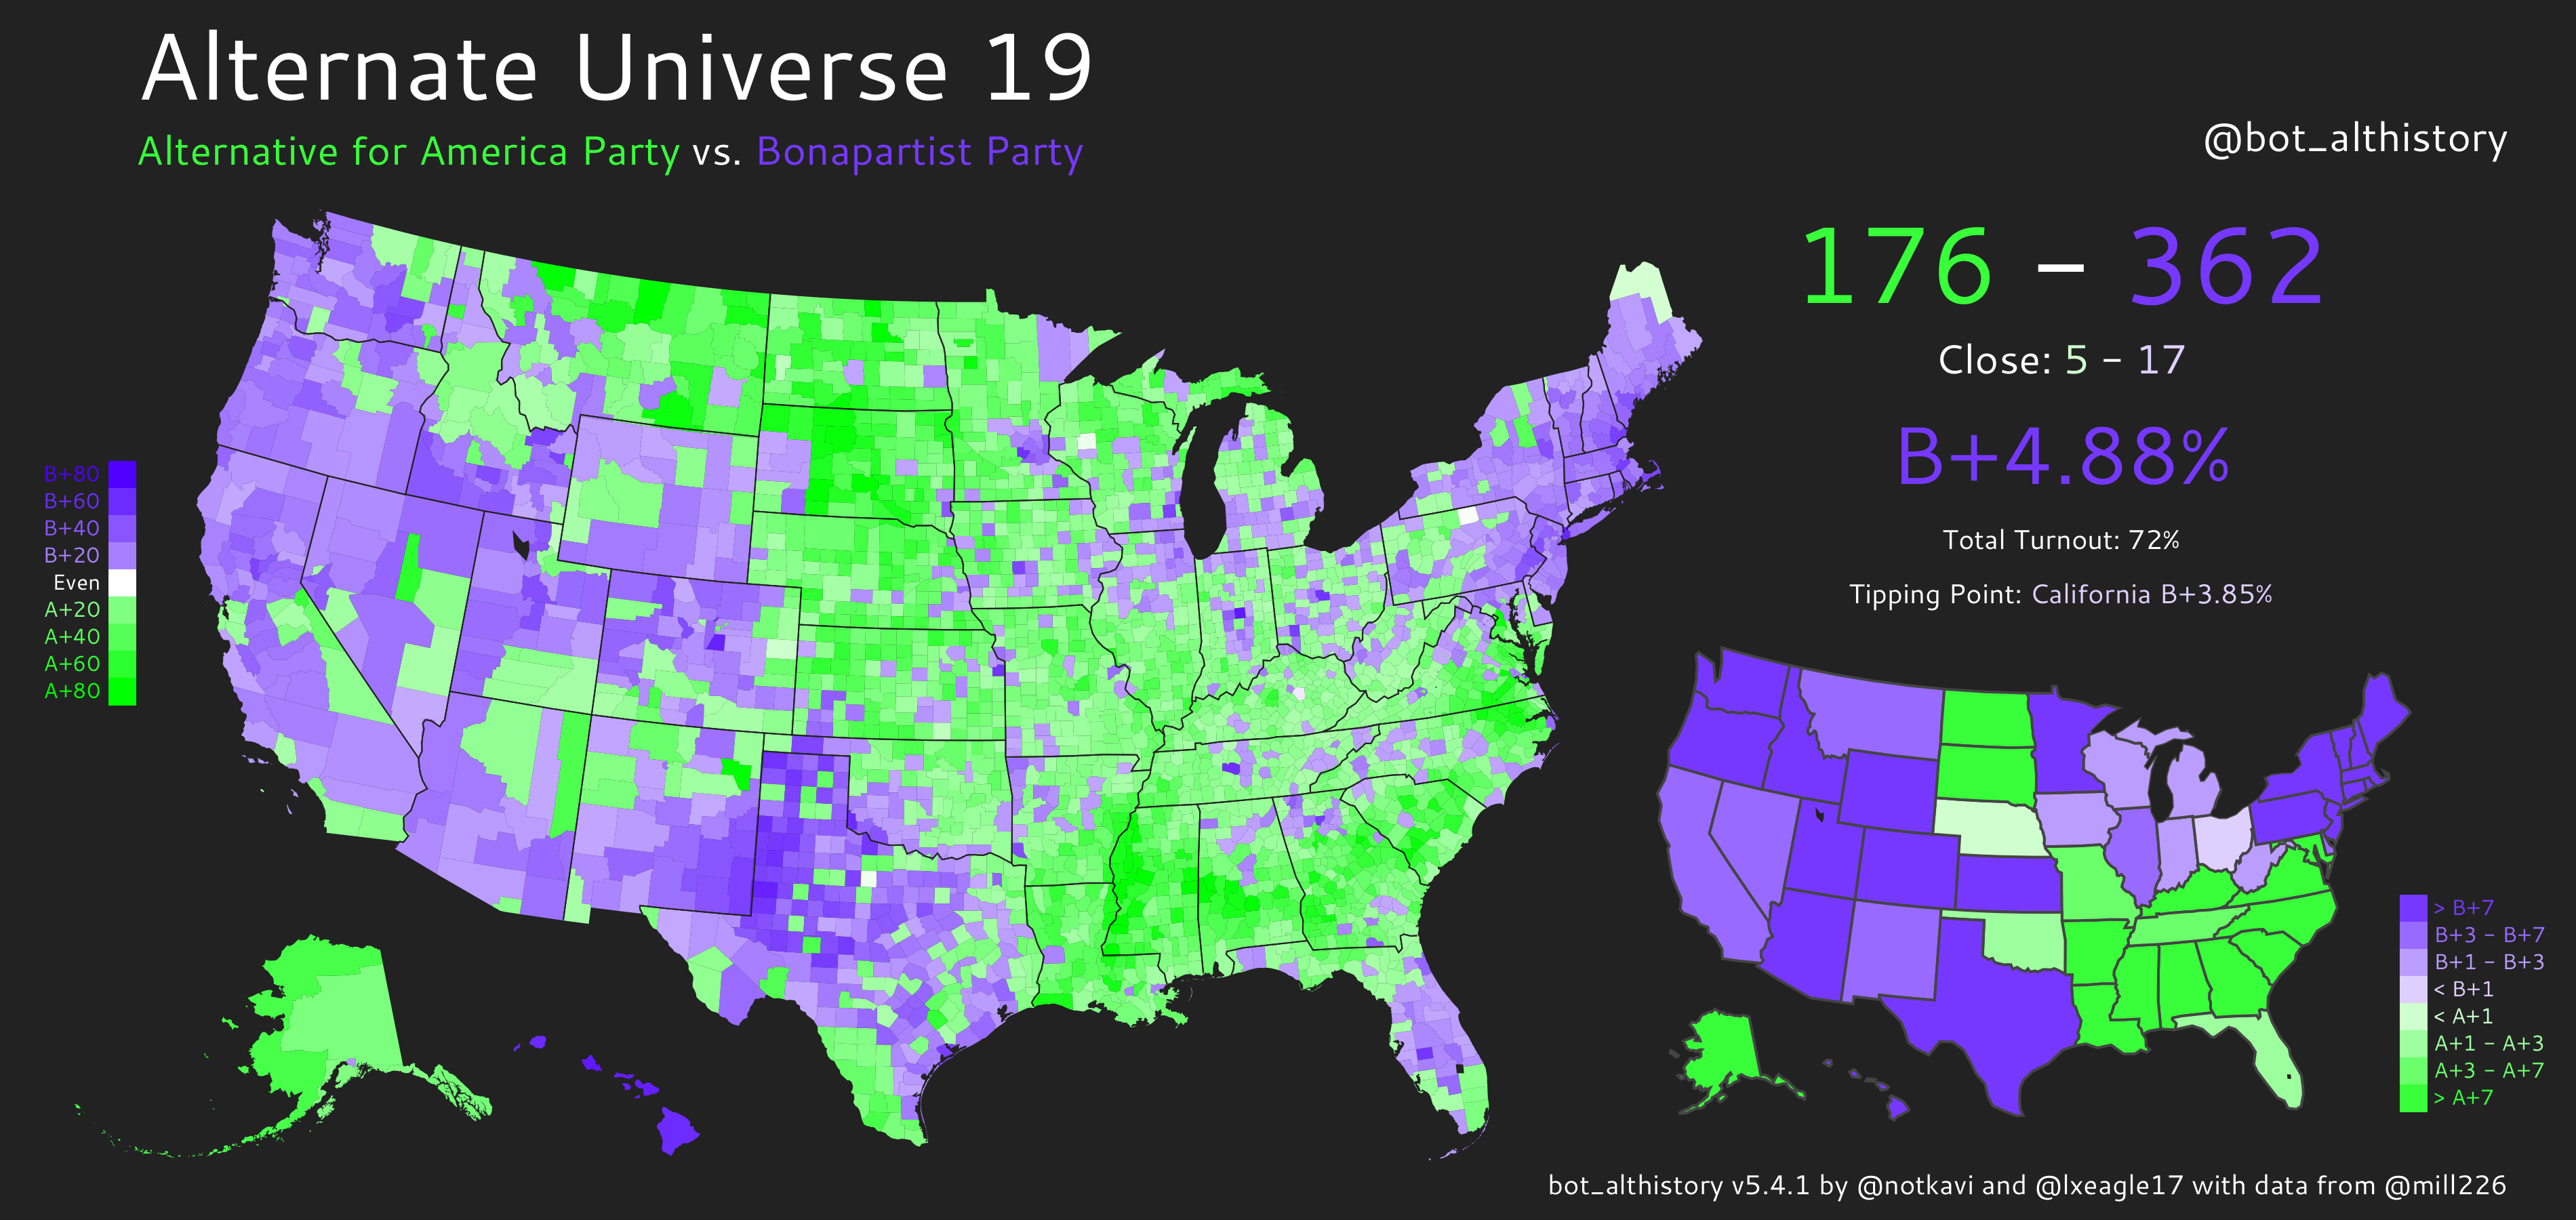 Alternate Universe 19
Alternative for America Party vs. Bonapartist Party
@bot_althistory
176 – 362
Close: 5 – 17
B+4.88%
Total Turnout: 72%
Tipping Point: California B+3.85%
B+80
B+60
B+40
B+20
Even
A+20
A+40
A+60
A+80
> B+7
B+3 – B+7
B+1 – B+3
< B+1
< A+1
A+1 – A+3
A+3 – A+7
> A+7
bot_althistory v5.4.1 by @notkavi and @lxeagle17 with data from @mill226